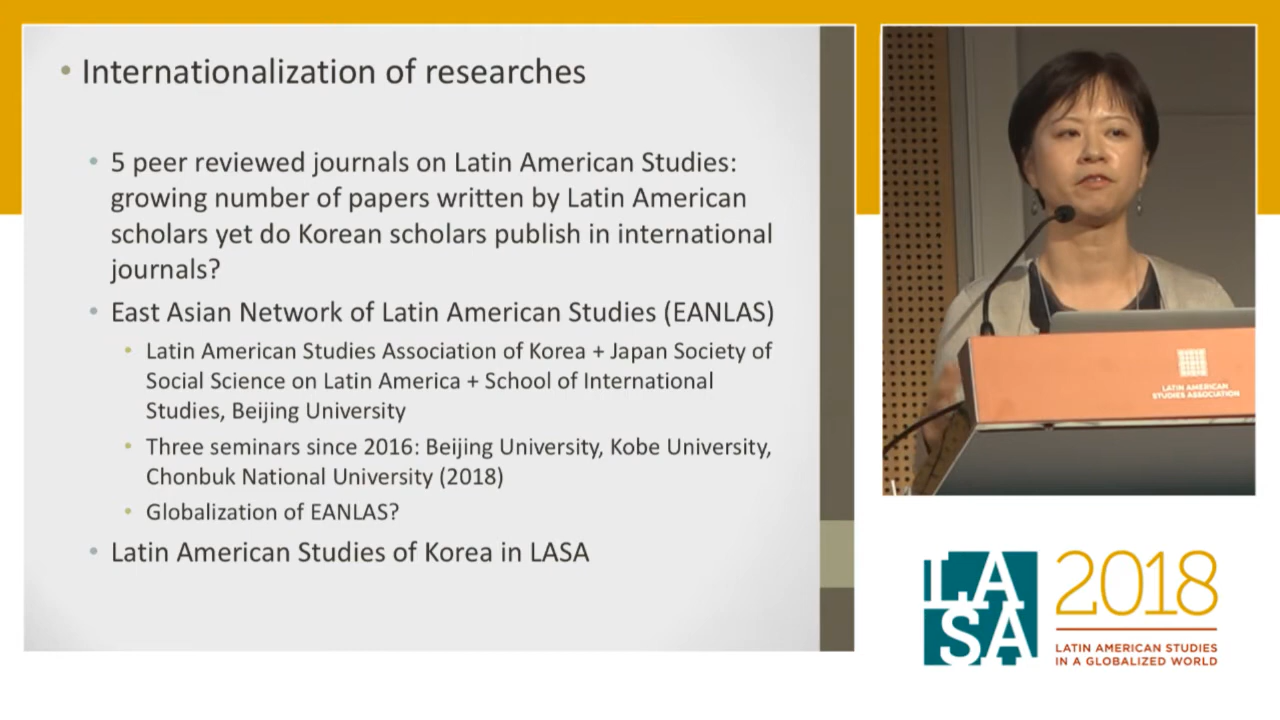 • Internationalization of researches
• 5 peer reviewed journals on Latin American Studies:
growing number of papers written by Latin American
scholars yet do Korean scholars publish in international
journals?
• East Asian Network of Latin American Studies (EANLAS)
• Latin American Studies Association of Korea + Japan Society of
Social Science on Latin America + School of International
Studies, Beijing University
• Three seminars since 2016: Beijing University, Kobe University,
Chonbuk National University (2018)
• Globalization of EANLAS?
• Latin American Studies of Korea in LASA
LATIN AMERICAN
STUDIES ASSOCIATION
LA
SA
2018
LATIN AMERICAN STUDIES
IN A GLOBALIZED WORLD